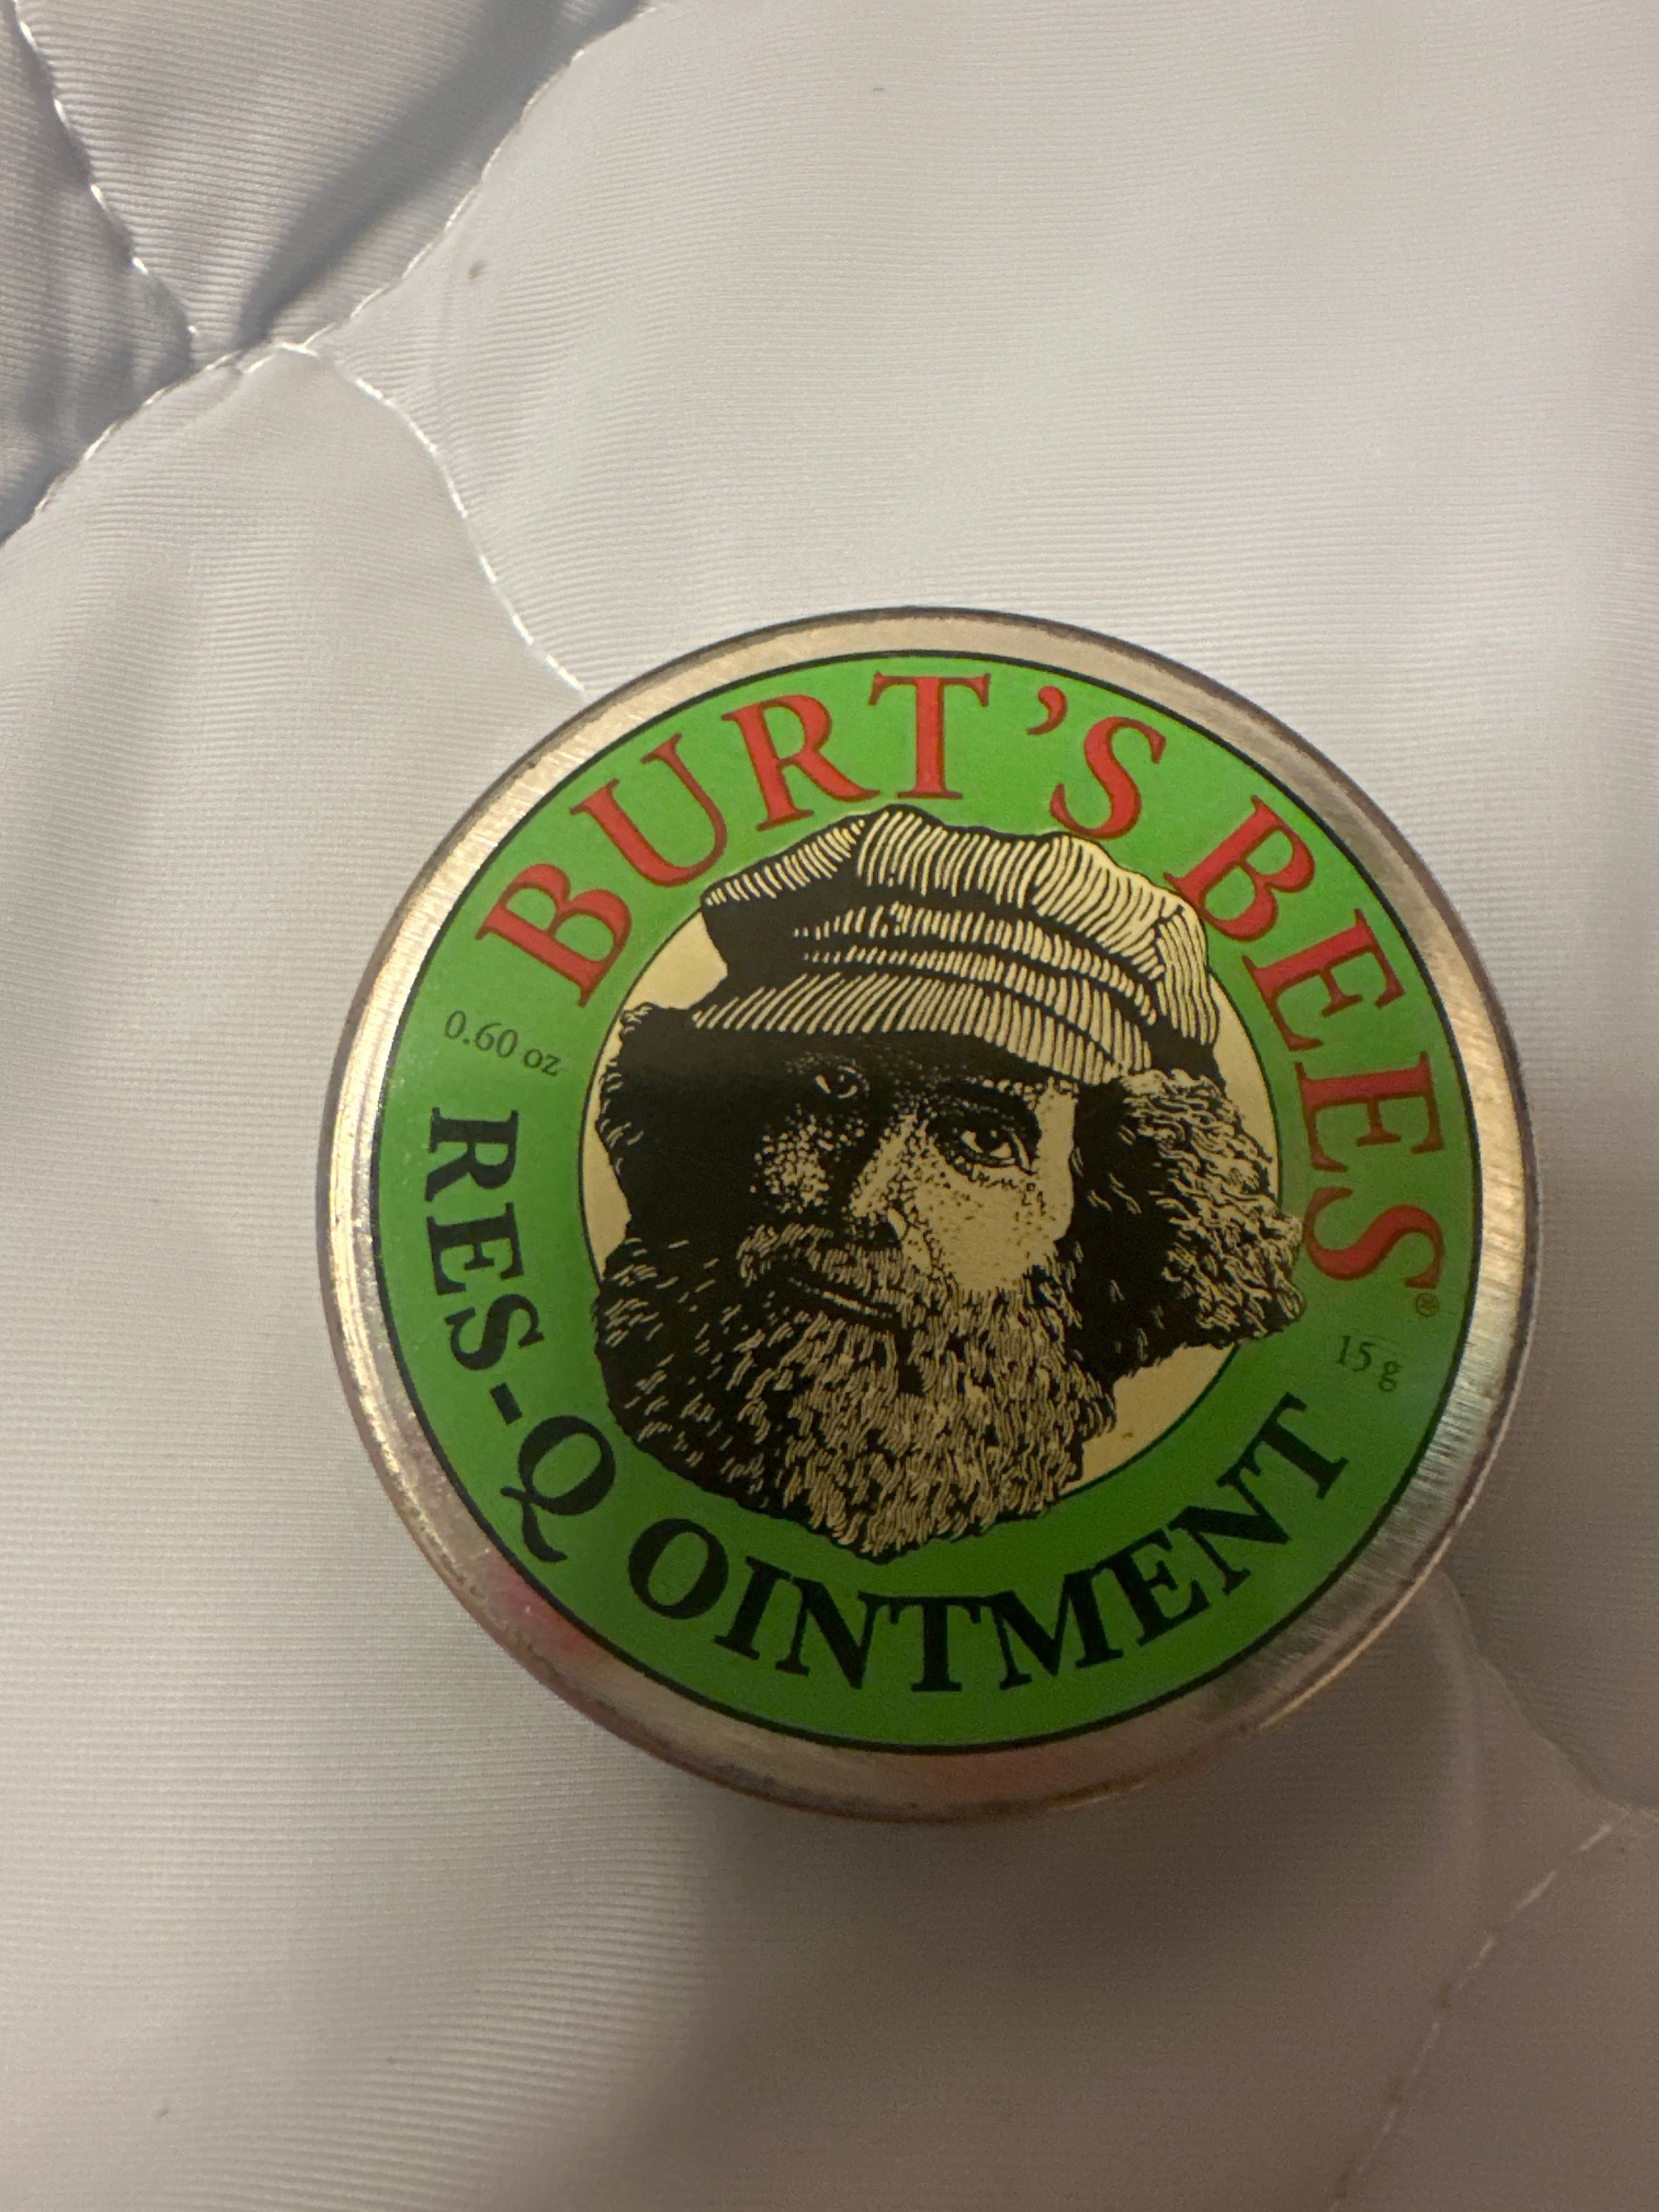 BURT'S BEES®
0.60 oz
15 g
RES-Q OINTMENT